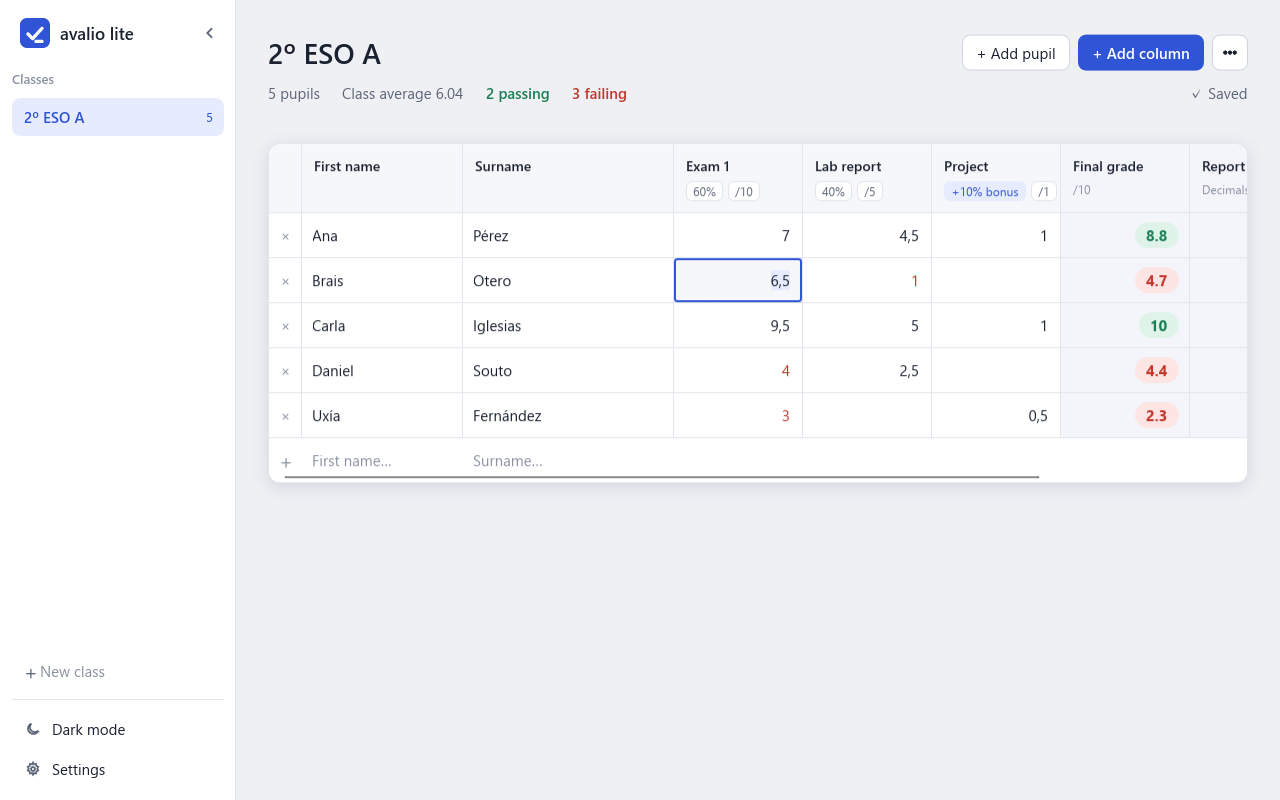 avalio lite
Classes
2º ESO A 5
+ New class
Dark mode
Settings
2º ESO A
+ Add pupil
+ Add column
•••
5 pupils Class average 6.04 2 passing 3 failing
✓ Saved
First name Surname Exam 1 Lab report Project Final grade Report
60% /10 40% /5 +10% bonus /1 /10 Decimals
× Ana Pérez 7 4,5 1 8.8
× Brais Otero 6,5 1 4.7
× Carla Iglesias 9,5 5 1 10
× Daniel Souto 4 2,5 4.4
× Uxía Fernández 3 0,5 2.3
+ First name... Surname...